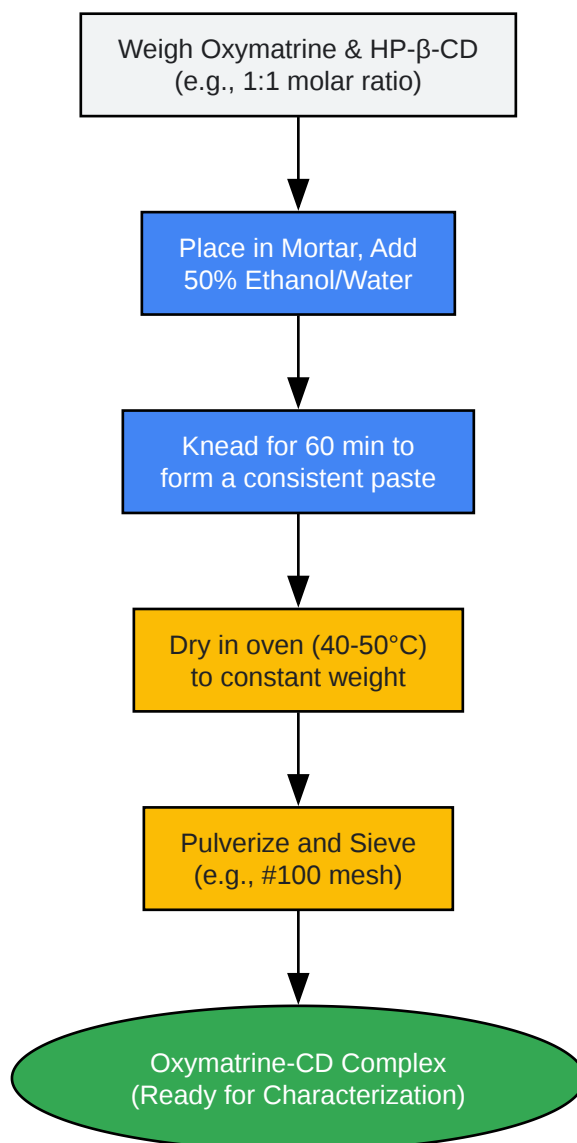 Weigh Oxymatrine & HP-β-CD
(e.g., 1:1 molar ratio)
Place in Mortar, Add
50% Ethanol/Water
Knead for 60 min to
form a consistent paste
Dry in oven (40-50°C)
to constant weight
Pulverize and Sieve
(e.g., #100 mesh)
Oxymatrine-CD Complex
(Ready for Characterization)